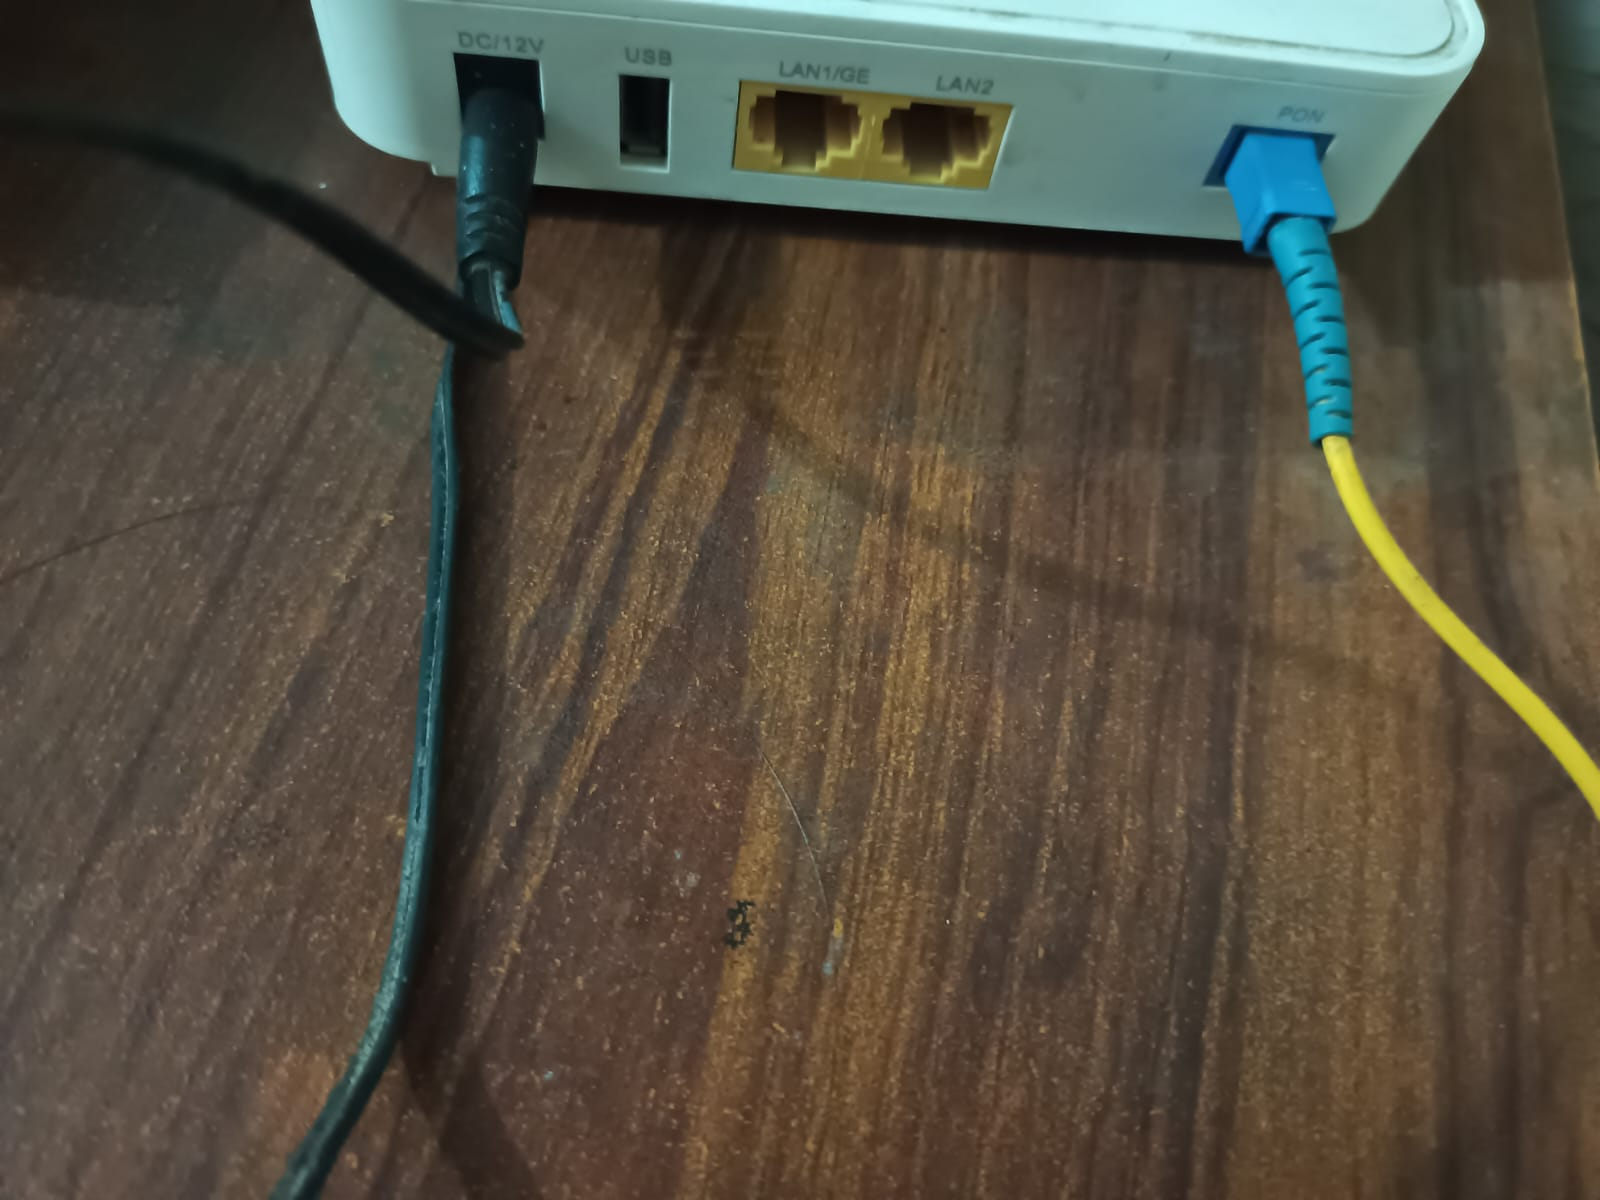 DC/12V
USB
LAN1/GE
LAN2
PON